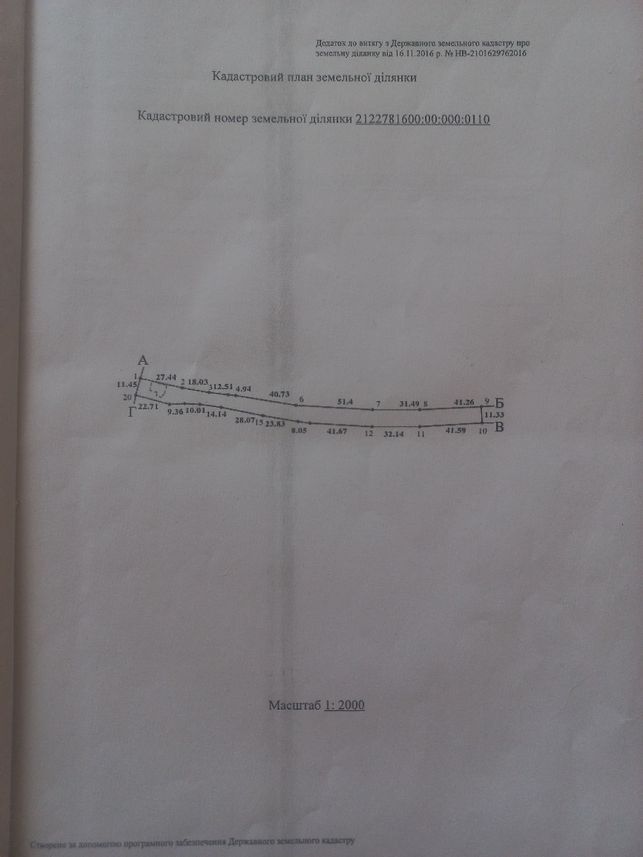 Додаток до витягу з Державного земельного кадастру про
земельну ділянку від 16.11.2016 р. № НВ-2101629762016
Кадастровий план земельної ділянки
Кадастровий номер земельної ділянки 2122781600:00:000:0110
А
1 27.44 2 18.03 3 12.51 4.94 40.73 6 51.4 7 31.49 8 41.26 9 Б
11.45 11.33
20 Г 22.71 9.36 10.01 14.14 28.07 15 23.83 8.05 41.67 12 32.14 11 41.59 10 В
Масштаб 1: 2000
Створено за допомогою програмного забезпечення Державного земельного кадастру